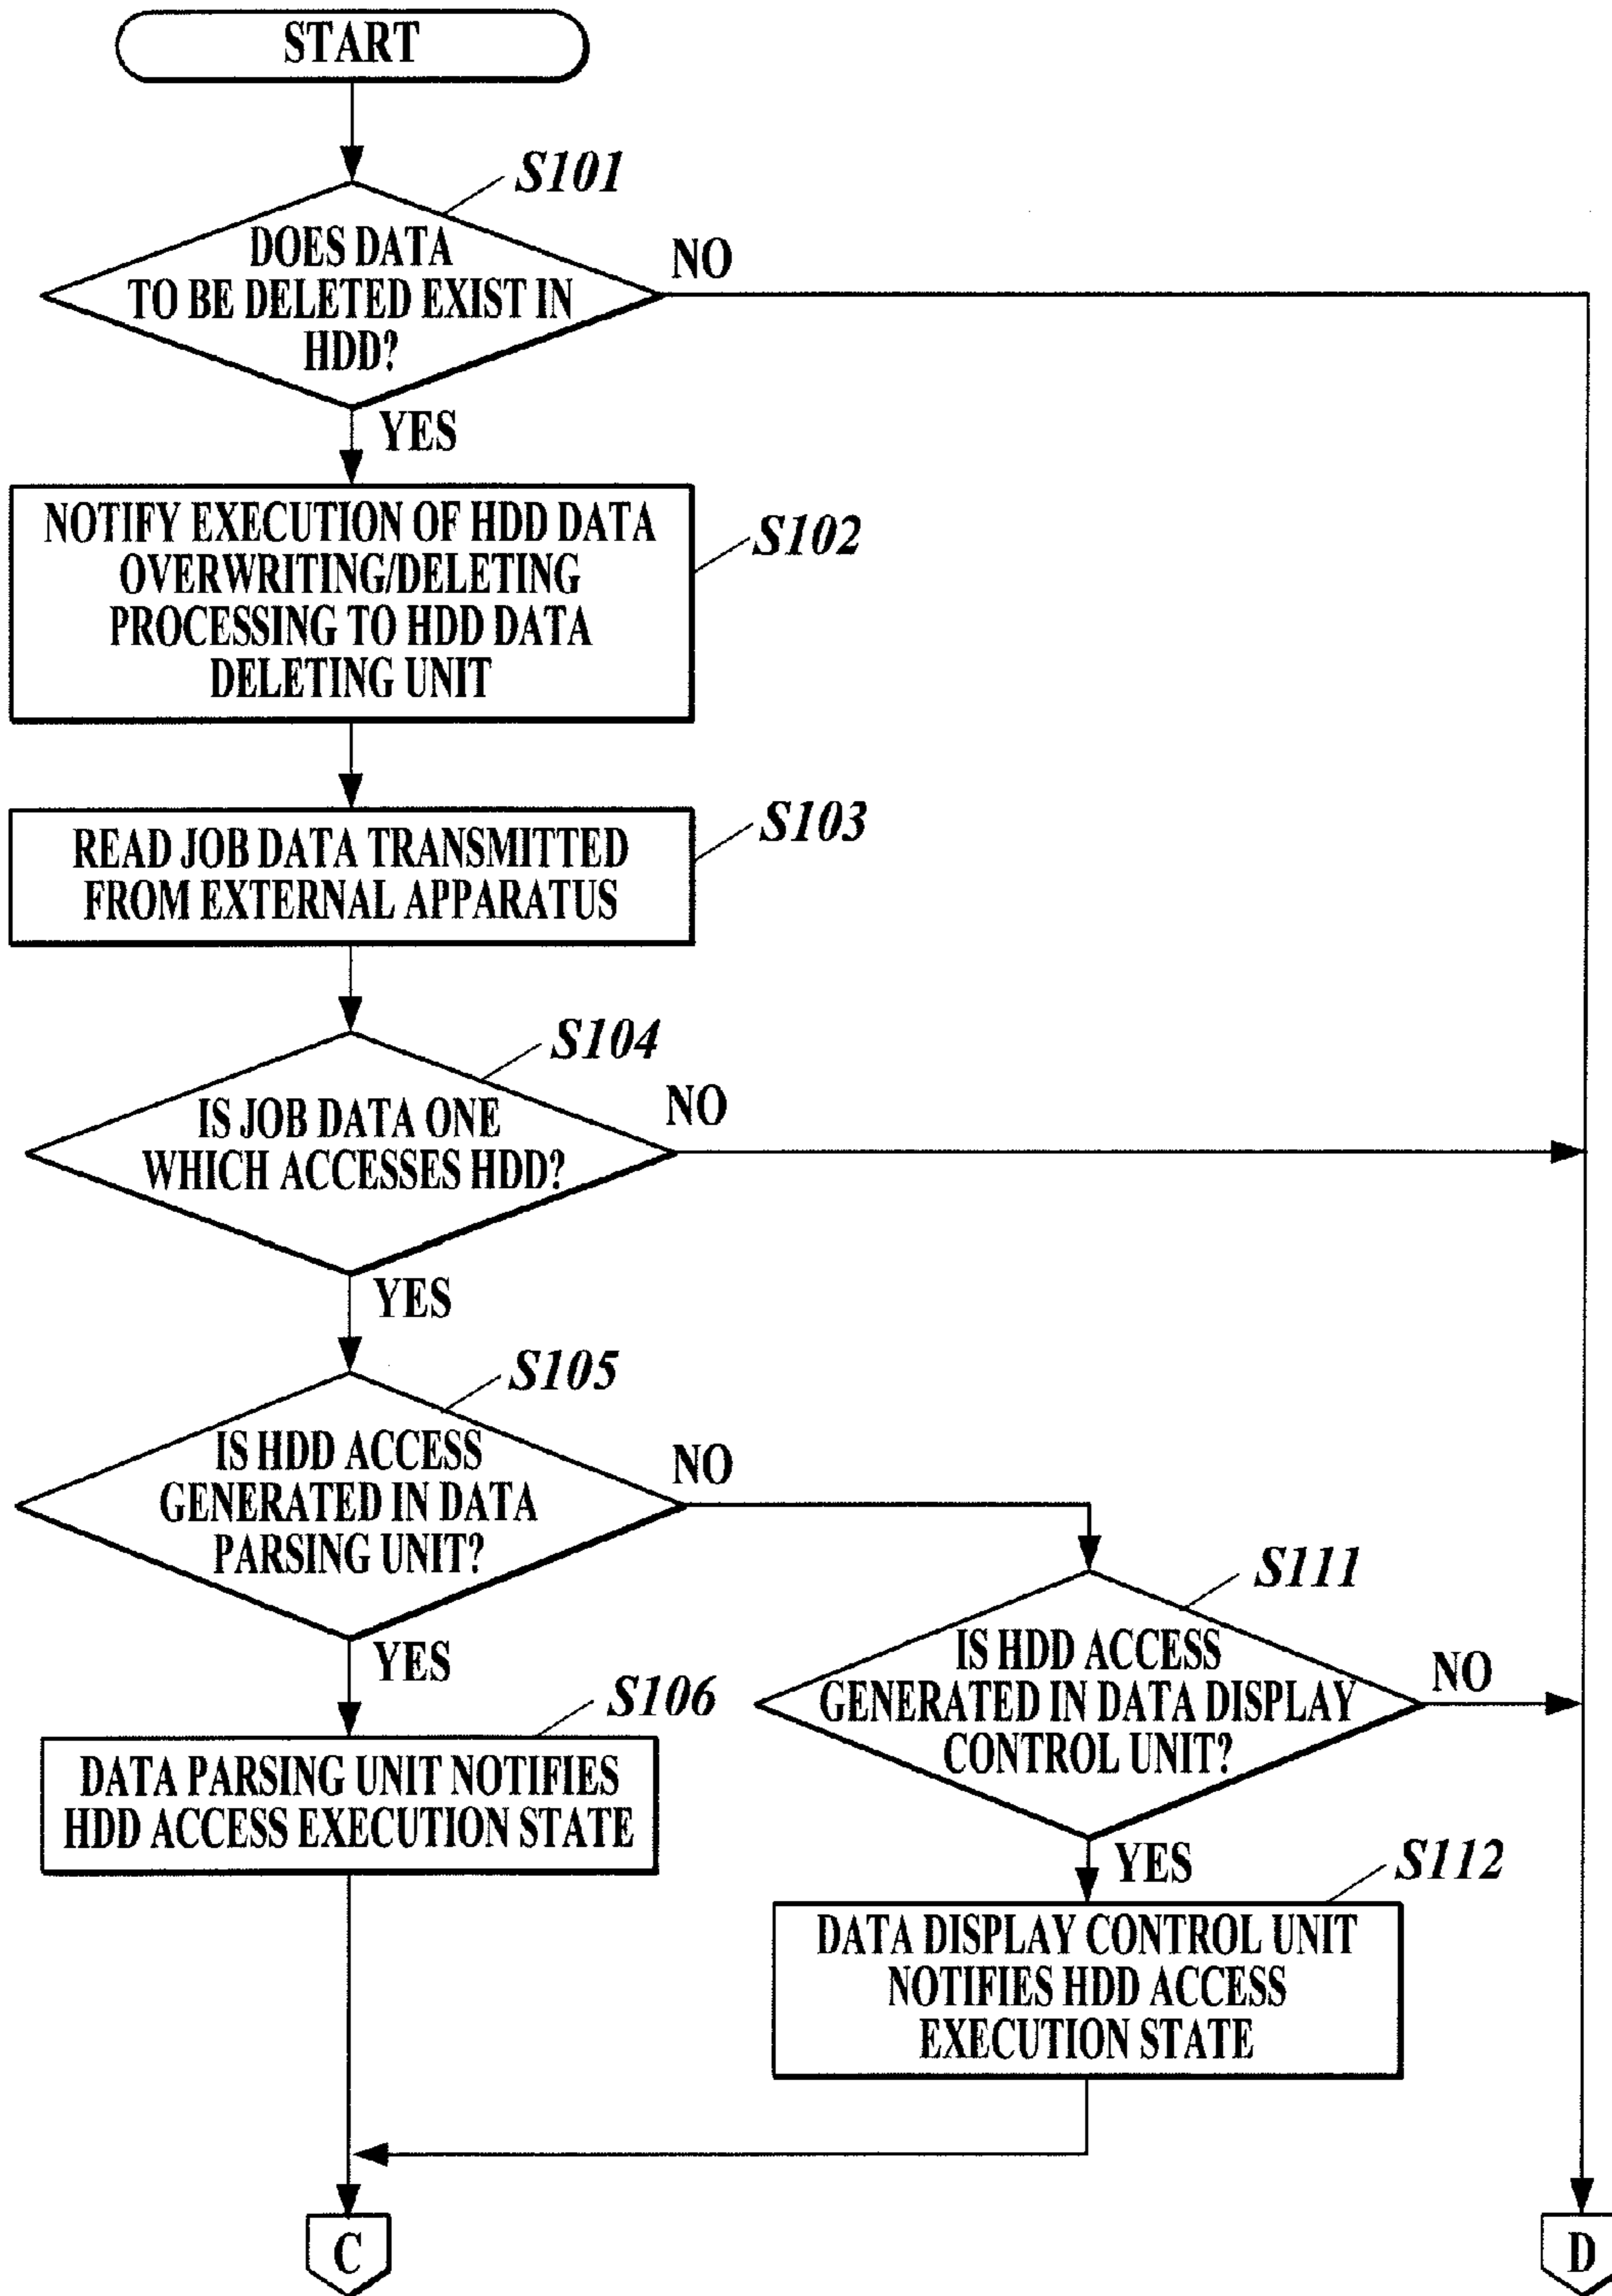 START
S101
DOES DATA
TO BE DELETED EXIST IN
HDD?
NO
YES
NOTIFY EXECUTION OF HDD DATA
OVERWRITING/DELETING
PROCESSING TO HDD DATA
DELETING UNIT
S102
READ JOB DATA TRANSMITTED
FROM EXTERNAL APPARATUS
S103
S104
IS JOB DATA ONE
WHICH ACCESSES HDD?
NO
YES
S105
IS HDD ACCESS
GENERATED IN DATA
PARSING UNIT?
NO
YES
S106
DATA PARSING UNIT NOTIFIES
HDD ACCESS EXECUTION STATE
S111
IS HDD ACCESS
GENERATED IN DATA DISPLAY
CONTROL UNIT?
NO
YES
S112
DATA DISPLAY CONTROL UNIT
NOTIFIES HDD ACCESS
EXECUTION STATE
C
D